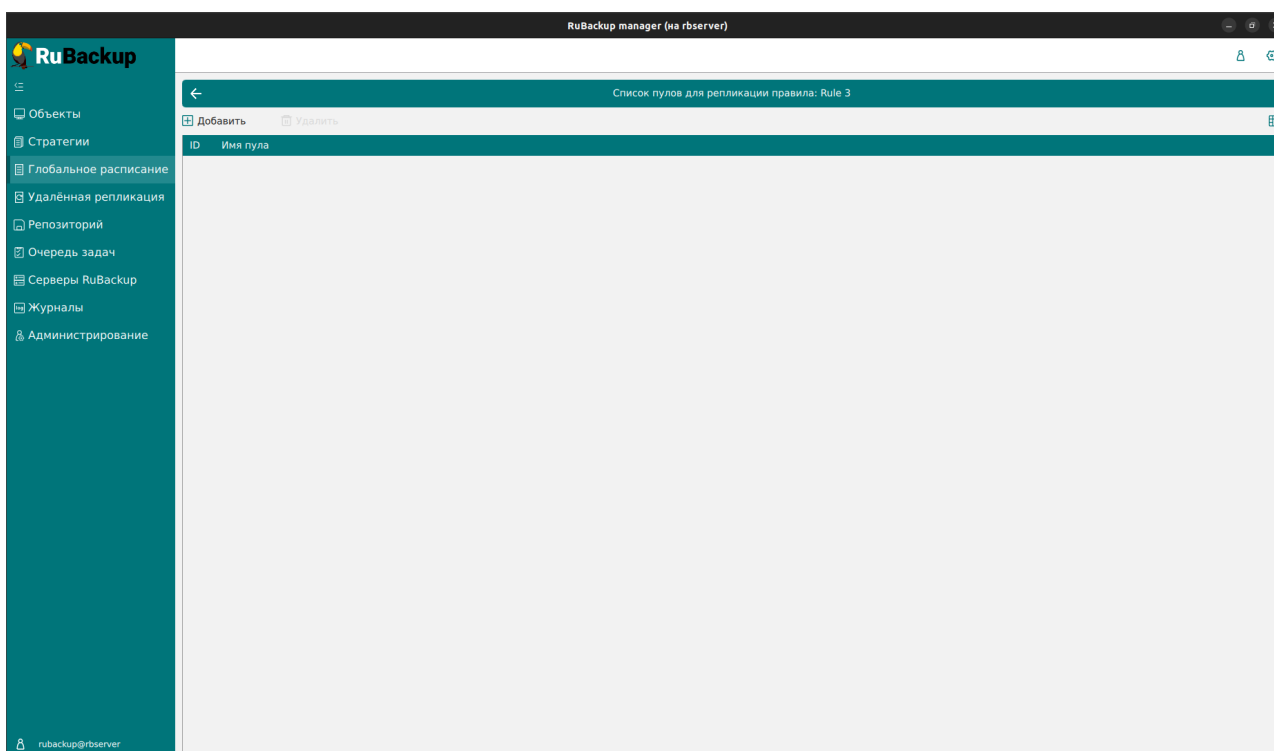 RuBackup manager (на rbserver)
RuBackup
Список пулов для репликации правила: Rule 3
Объекты
Добавить
Удалить
Стратегии
ID Имя пула
Глобальное расписание
Удалённая репликация
Репозиторий
Очередь задач
Серверы RuBackup
Журналы
Администрирование
rubackup@rbserver